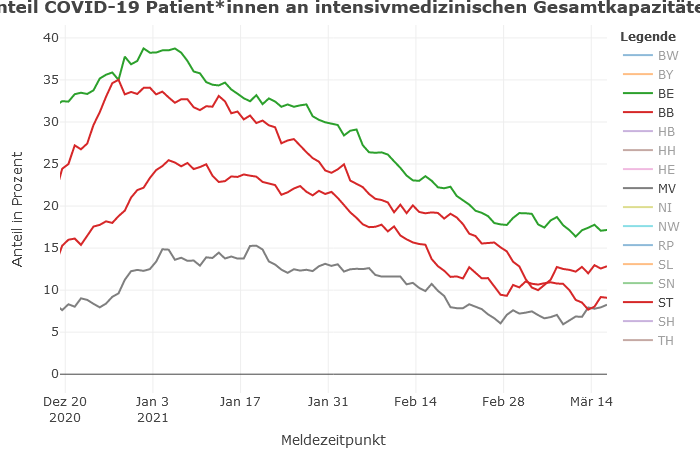 nteil COVID-19 Patient*innen an intensivmedizinischen Gesamtkapazitäte
Legende
BW
BY
BE
BB
HB
HH
HE
MV
NI
NW
RP
SL
SN
ST
SH
TH
Anteil in Prozent
40
35
30
25
20
15
10
5
0
Dez 20
2020
Jan 3
2021
Jan 17
Jan 31
Feb 14
Feb 28
Mär 14
Meldezeitpunkt